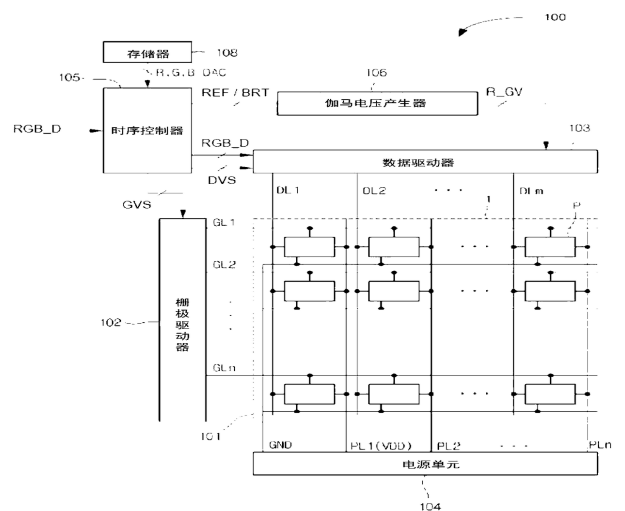 100
存储器
108
105
R.G.B DAC
106
REF / BRT
伽马电压产生器
R_GV
时序控制器
RGB_D
RGB_D
103
数据驱动器
DVS
GVS
DL1
DL2
· · ·
DLm
GL1
1
P
GL2
· · ·
· · ·
102
栅极驱动器
GLn
· · ·
101
GND
PL1(VDD)
PL2
· · ·
PLn
电源单元
104